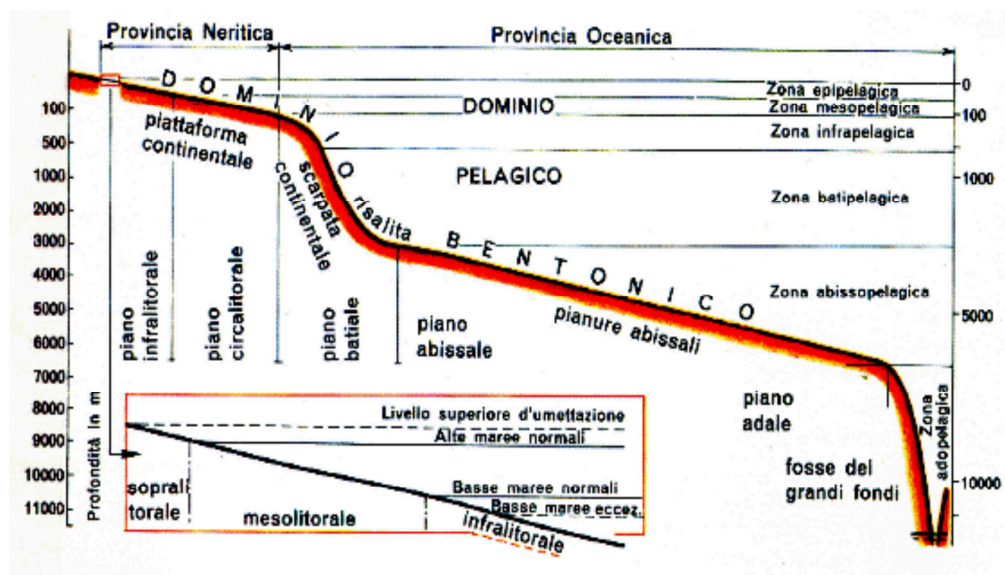 Provincia Neritica
Provincia Oceanica
DOMINIO
BENTONICO
DOMINIO
PELAGICO
Zona epipelagica
Zona mesopelagica
Zona infrapelagica
Zona batipelagica
Zona abissopelagica
Zona
adopelagica
0
100
1000
5000
10000
100
500
1000
2000
3000
4000
5000
6000
7000
8000
9000
10000
11000
Profondità in m
piattaforma
continentale
scarpata
continentale
risalita
pianure abissali
piano
infralitorale
piano
circalitorale
piano
batiale
piano
abissale
piano
adale
fosse dei
grandi fondi
Livello superiore d'umettazione
Alte maree normali
Basse maree normali
Basse maree eccez.
soprali
torale
mesolitorale
infralitorale